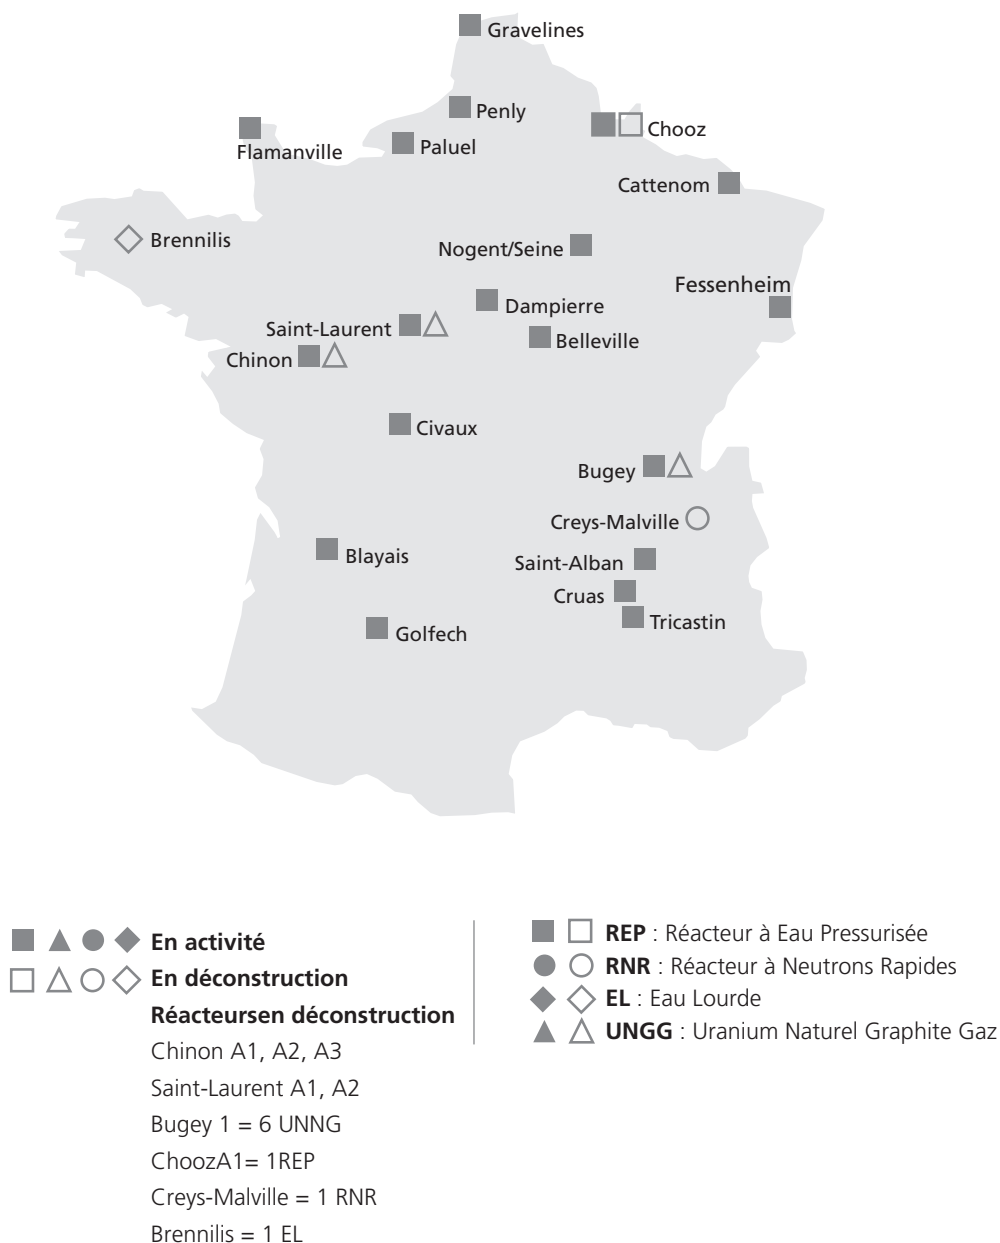 Gravelines
Penly
Chooz
Flamanville
Paluel
Cattenom
Brennilis
Nogent/Seine
Fessenheim
Dampierre
Saint-Laurent
Belleville
Chinon
Civaux
Bugey
Creys-Malville
Blayais
Saint-Alban
Cruas
Tricastin
Golfech
En activité
En déconstruction
Réacteursen déconstruction
Chinon A1, A2, A3
Saint-Laurent A1, A2
Bugey 1 = 6 UNNG
ChoozA1= 1REP
Creys-Malville = 1 RNR
Brennilis = 1 EL
REP : Réacteur à Eau Pressurisée
RNR : Réacteur à Neutrons Rapides
EL : Eau Lourde
UNGG : Uranium Naturel Graphite Gaz